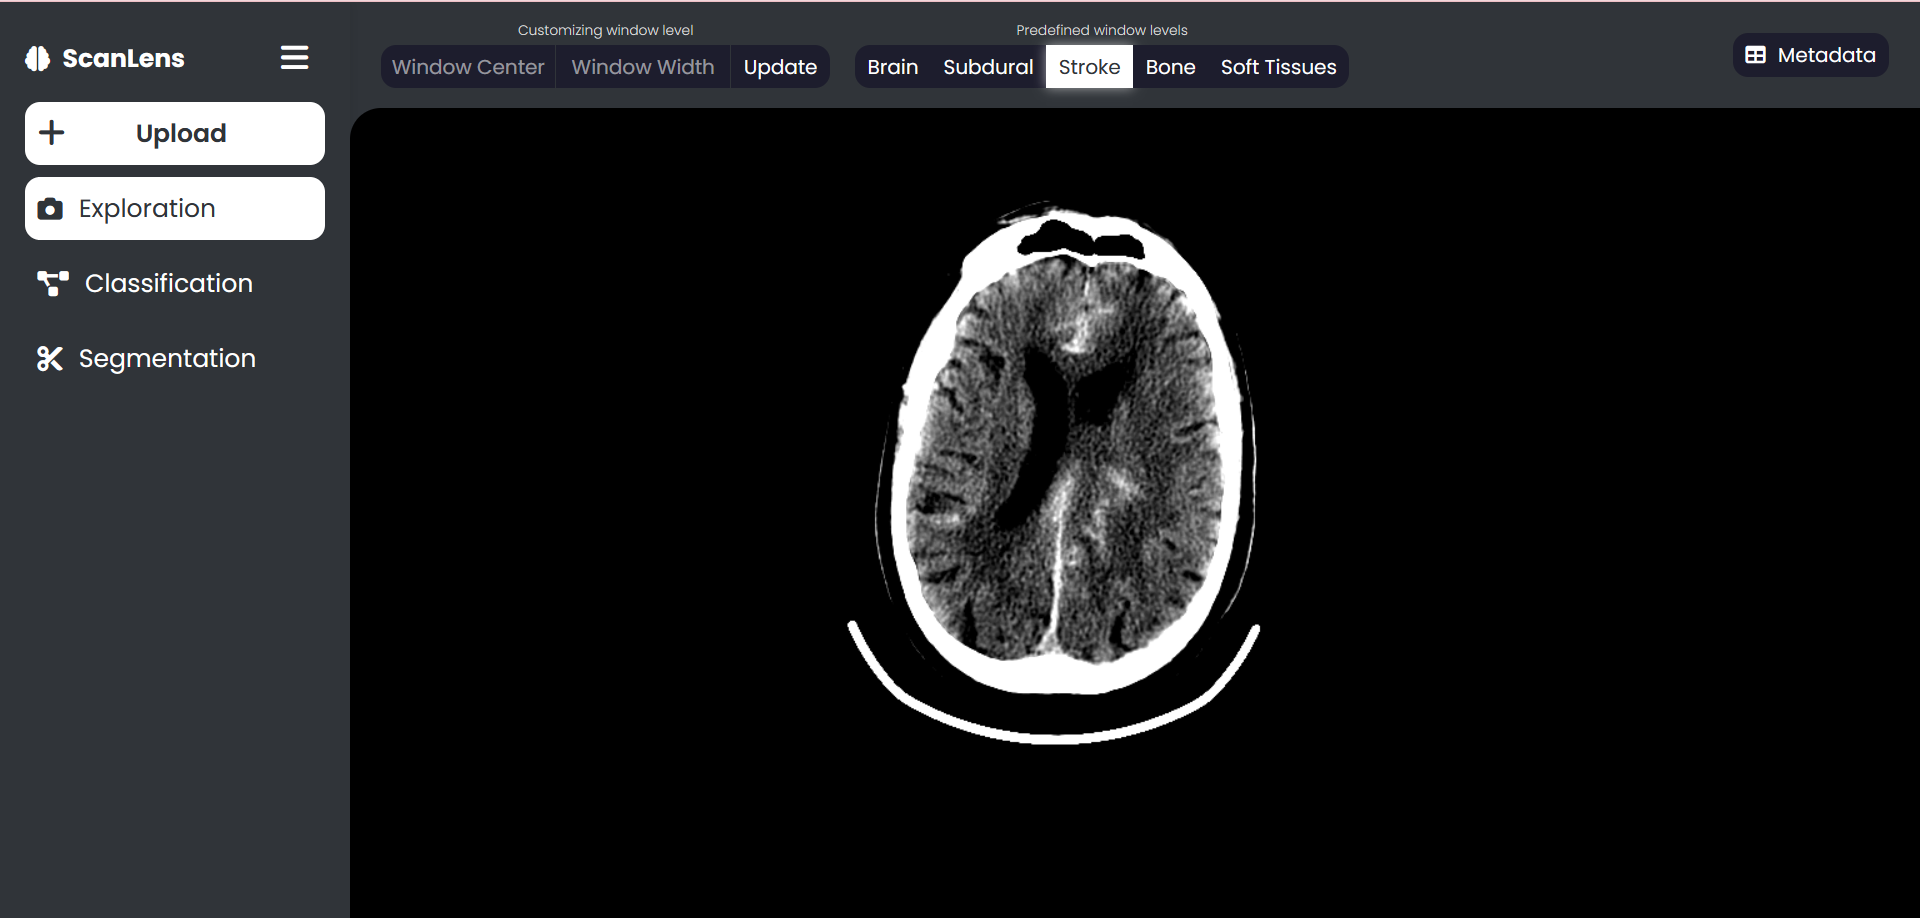 ScanLens
Upload
Exploration
Classification
Segmentation
Customizing window level
Window Center Window Width Update
Predefined window levels
Brain Subdural Stroke Bone Soft Tissues
Metadata